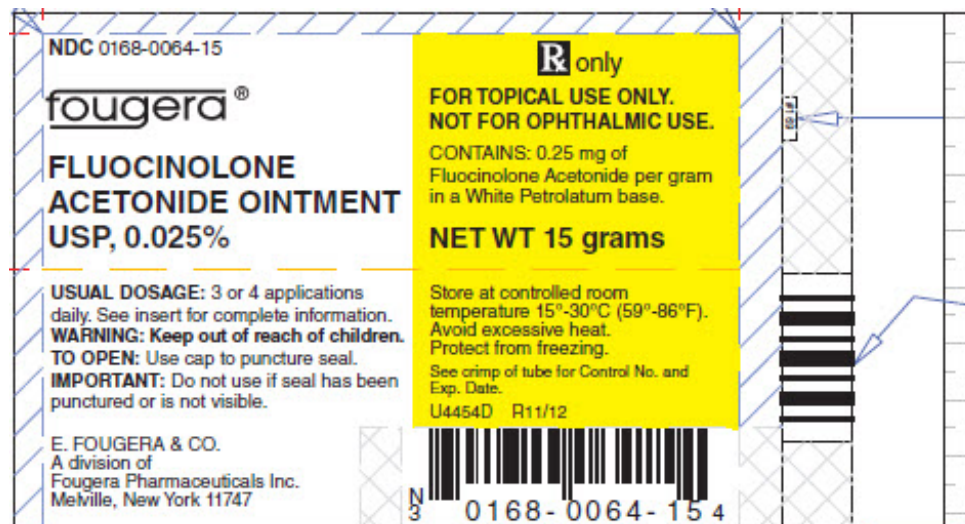 NDC 0168-0064-15
fougera®
FLUOCINOLONE
ACETONIDE OINTMENT
USP, 0.025%
USUAL DOSAGE: 3 or 4 applications
daily. See insert for complete information.
WARNING: Keep out of reach of children.
TO OPEN: Use cap to puncture seal.
IMPORTANT: Do not use if seal has been
punctured or is not visible.
E. FOUGERA & CO.
A division of
Fougera Pharmaceuticals Inc.
Melville, New York 11747
Rx only
FOR TOPICAL USE ONLY.
NOT FOR OPHTHALMIC USE.
CONTAINS: 0.25 mg of
Fluocinolone Acetonide per gram
in a White Petrolatum base.
NET WT 15 grams
Store at controlled room
temperature 15°-30°C (59°-86°F).
Avoid excessive heat.
Protect from freezing.
See crimp of tube for Control No. and
Exp. Date.
U4454D R11/12
N
3 0168-0064-15 4